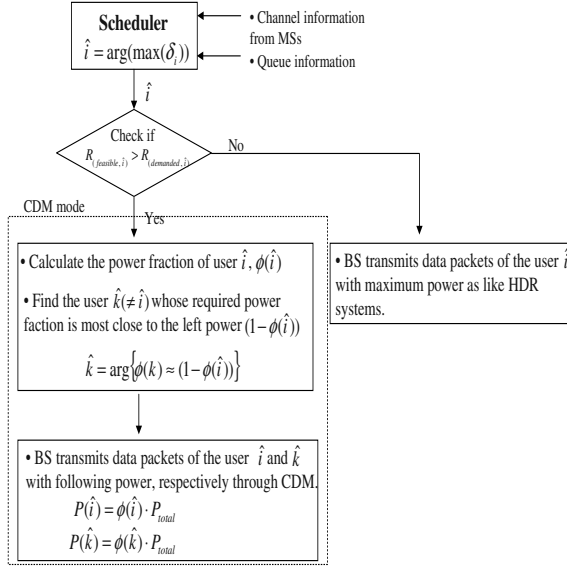 Scheduler
î = arg(max(δ_i))
• Channel information
from MSs
• Queue information
î
Check if
R_(feasible, î) > R_(demanded, î)
No
Yes
CDM mode
• Calculate the power fraction of user î, ϕ(î)
• Find the user k̂(≠ î) whose required power
faction is most close to the left power (1−ϕ(î))
k̂ = arg{ϕ(k) ≈ (1−ϕ(î))}
• BS transmits data packets of the user î
with maximum power as like HDR
systems.
• BS transmits data packets of the user î and k̂
with following power, respectively through CDM.
P(î) = ϕ(î)·P_total
P(k̂) = ϕ(k̂)·P_total